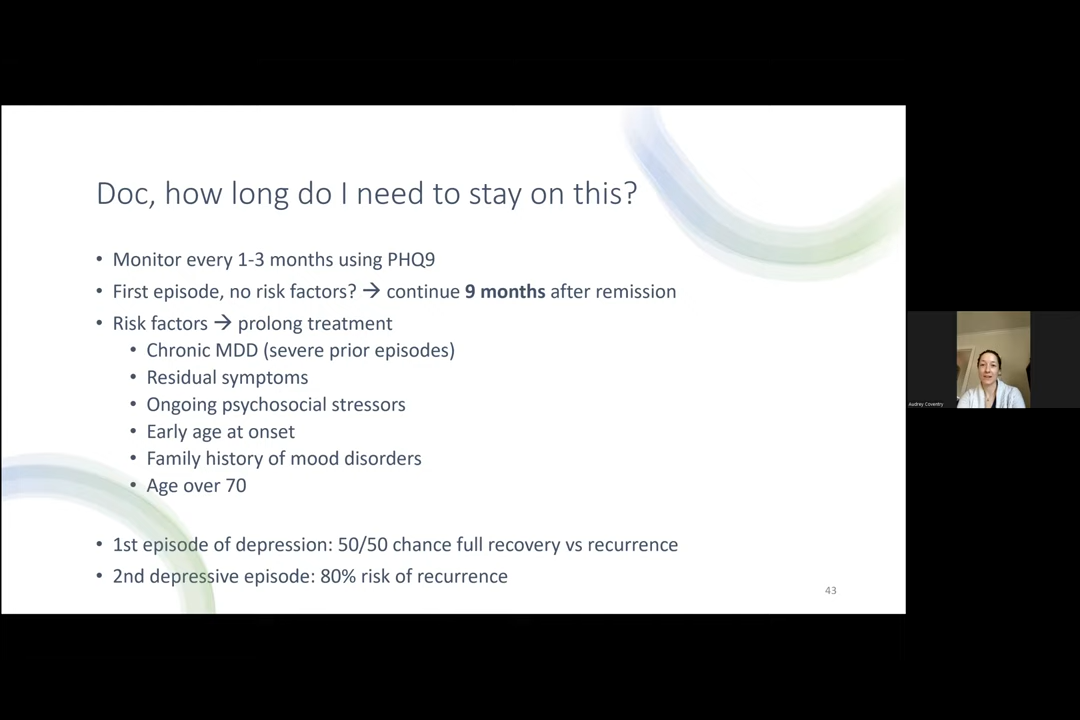 Doc, how long do I need to stay on this?
• Monitor every 1-3 months using PHQ9
• First episode, no risk factors? → continue 9 months after remission
• Risk factors → prolong treatment
• Chronic MDD (severe prior episodes)
• Residual symptoms
• Ongoing psychosocial stressors
• Early age at onset
• Family history of mood disorders
• Age over 70
• 1st episode of depression: 50/50 chance full recovery vs recurrence
• 2nd depressive episode: 80% risk of recurrence
43
Audrey Coventry